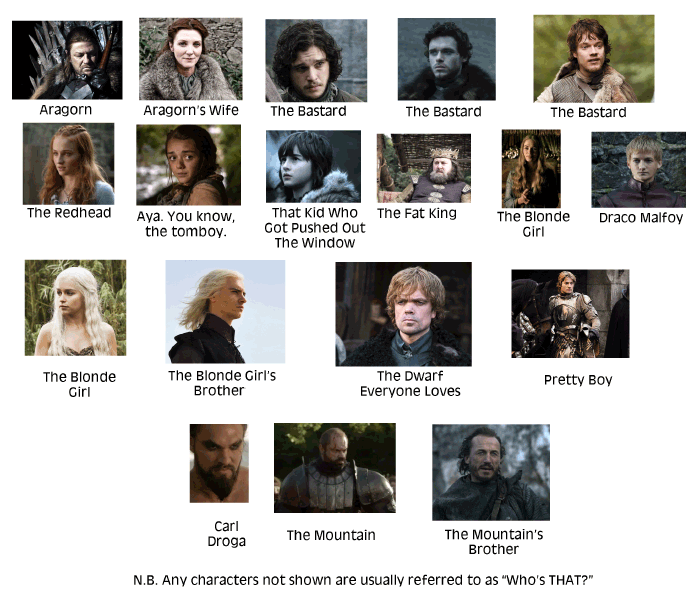 Aragorn
Aragorn's Wife
The Bastard
The Bastard
The Bastard
The Redhead
Aya. You know,
the tomboy.
That Kid Who
Got Pushed Out
The Window
The Fat King
The Blonde
Girl
Draco Malfoy
The Blonde
Girl
The Blonde Girl's
Brother
The Dwarf
Everyone Loves
Pretty Boy
Carl
Droga
The Mountain
The Mountain's
Brother
N.B. Any characters not shown are usually referred to as "Who's THAT?"